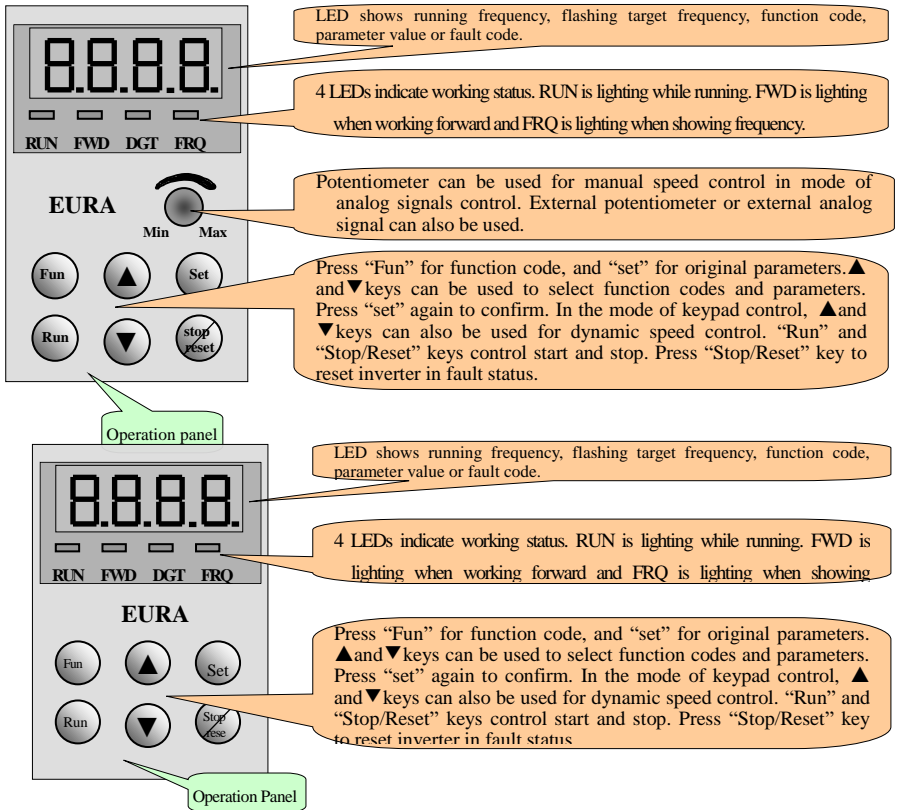 LED shows running frequency, flashing target frequency, function code,
parameter value or fault code.
8.8.8.8.
4 LEDs indicate working status. RUN is lighting while running. FWD is lighting
when working forward and FRQ is lighting when showing frequency.
RUN FWD DGT FRQ
Potentiometer can be used for manual speed control in mode of
analog signals control. External potentiometer or external analog
signal can also be used.
EURA
Min Max
Press “Fun” for function code, and “set” for original parameters.▲
and▼keys can be used to select function codes and parameters.
Press “set” again to confirm. In the mode of keypad control, ▲and
▼keys can also be used for dynamic speed control. “Run” and
“Stop/Reset” keys control start and stop. Press “Stop/Reset” key to
reset inverter in fault status.
Fun ▲ Set
Run ▼ stop
reset
Operation panel
LED shows running frequency, flashing target frequency, function code,
parameter value or fault code.
8.8.8.8.
4 LEDs indicate working status. RUN is lighting while running. FWD is
lighting when working forward and FRQ is lighting when showing
RUN FWD DGT FRQ
EURA
Press “Fun” for function code, and “set” for original parameters.
▲and▼keys can be used to select function codes and parameters.
Press “set” again to confirm. In the mode of keypad control, ▲
and▼keys can also be used for dynamic speed control. “Run” and
“Stop/Reset” keys control start and stop. Press “Stop/Reset” key
to reset inverter in fault status
Fun ▲ Set
Run ▼ Stop
rese
Operation Panel